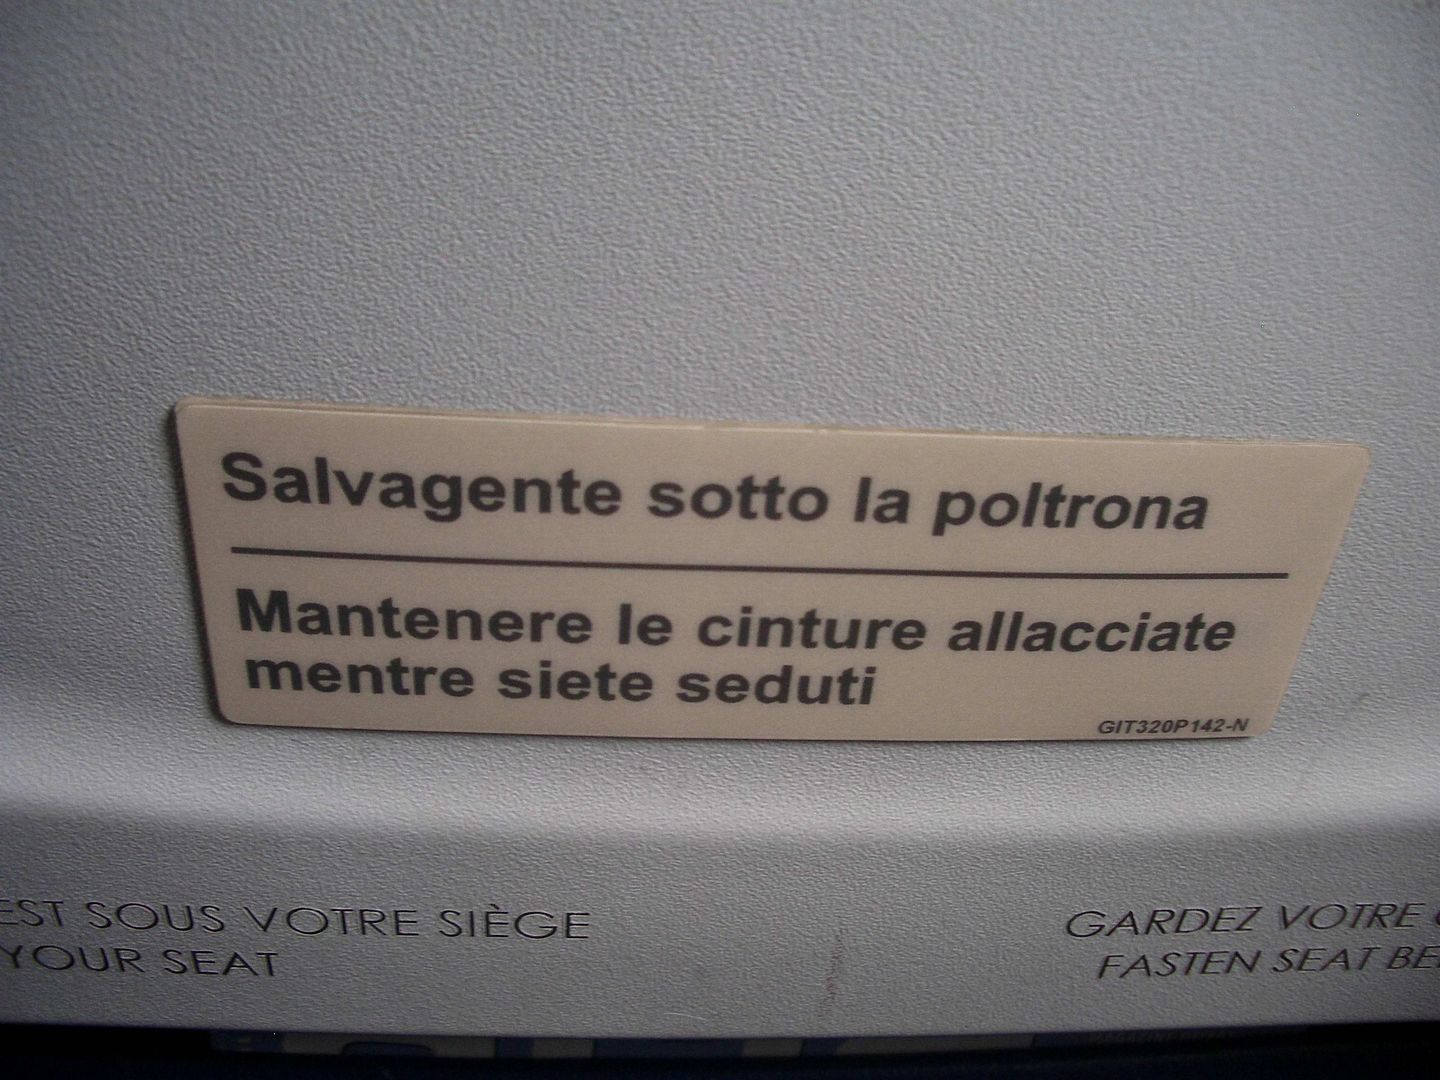 Salvagente sotto la poltrona
Mantenere le cinture allacciate
mentre siete seduti
GIT320P142-N
EST SOUS VOTRE SIÈGE
YOUR SEAT
GARDEZ VOTRE
FASTEN SEAT